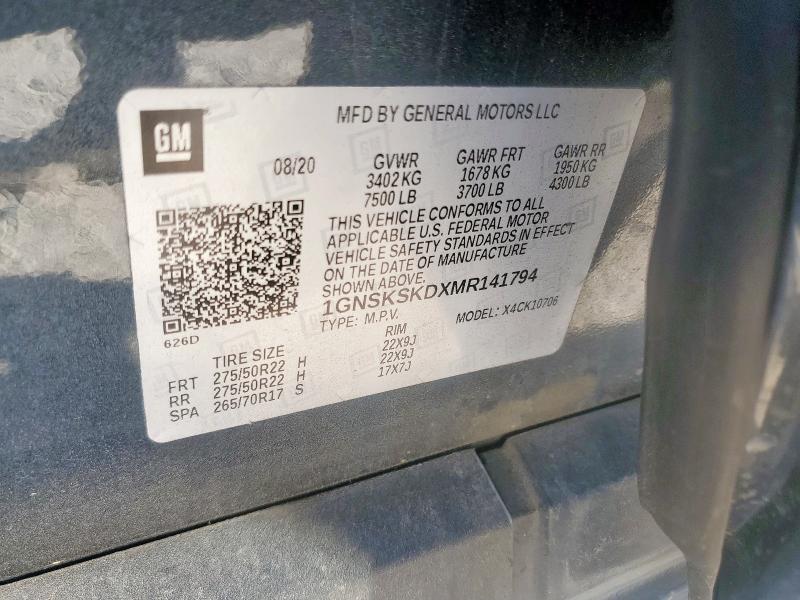 GM
MFD BY GENERAL MOTORS LLC
08/20
GVWR GAWR FRT GAWR RR
3402 KG 1678 KG 1950 KG
7500 LB 3700 LB 4300 LB
THIS VEHICLE CONFORMS TO ALL
APPLICABLE U.S. FEDERAL MOTOR
VEHICLE SAFETY STANDARDS IN EFFECT
ON THE DATE OF MANUFACTURE
SHOWN ABOVE.
1GNSKSKDXMR141794
TYPE: M.P.V. MODEL: X4CK10706
626D
TIRE SIZE RIM
FRT 275/50R22 H 22X9J
RR 275/50R22 H 22X9J
SPA 265/70R17 S 17X7J